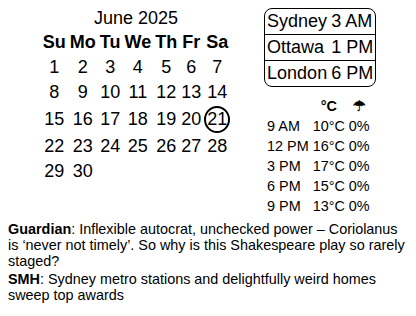 June 2025
Su Mo Tu We Th Fr Sa
1 2 3 4 5 6 7
8 9 10 11 12 13 14
15 16 17 18 19 20 21
22 23 24 25 26 27 28
29 30
Sydney 3 AM
Ottawa 1 PM
London 6 PM
°C ☂
9 AM 10°C 0%
12 PM 16°C 0%
3 PM 17°C 0%
6 PM 15°C 0%
9 PM 13°C 0%
Guardian: Inflexible autocrat, unchecked power – Coriolanus
is ‘never not timely’. So why is this Shakespeare play so rarely
staged?
SMH: Sydney metro stations and delightfully weird homes
sweep top awards